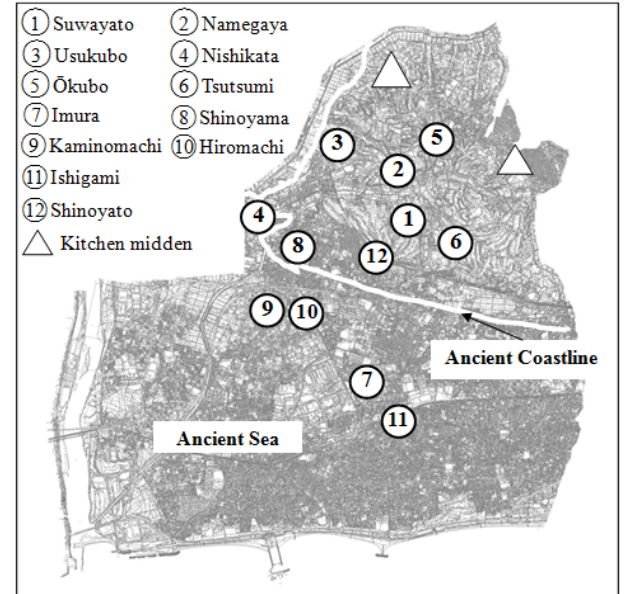 ① Suwayato ② Namegaya
③ Usukubo ④ Nishikata
⑤ Ōkubo ⑥ Tsutsumi
⑦ Imura ⑧ Shinoyama
⑨ Kaminomachi ⑩ Hiromachi
⑪ Ishigami
⑫ Shinoyato
Kitchen midden
5
3
2
4
1
8
6
12
9
10
Ancient Coastline
7
11
Ancient Sea